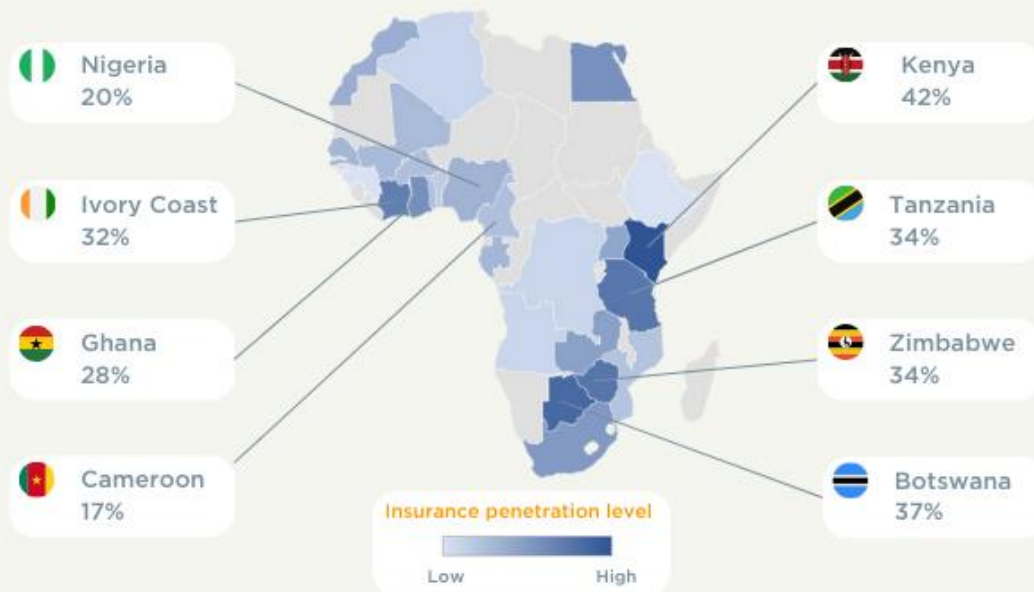 Nigeria
20%
Ivory Coast
32%
Ghana
28%
Cameroon
17%
Kenya
42%
Tanzania
34%
Zimbabwe
34%
Botswana
37%
Insurance penetration level
Low
High